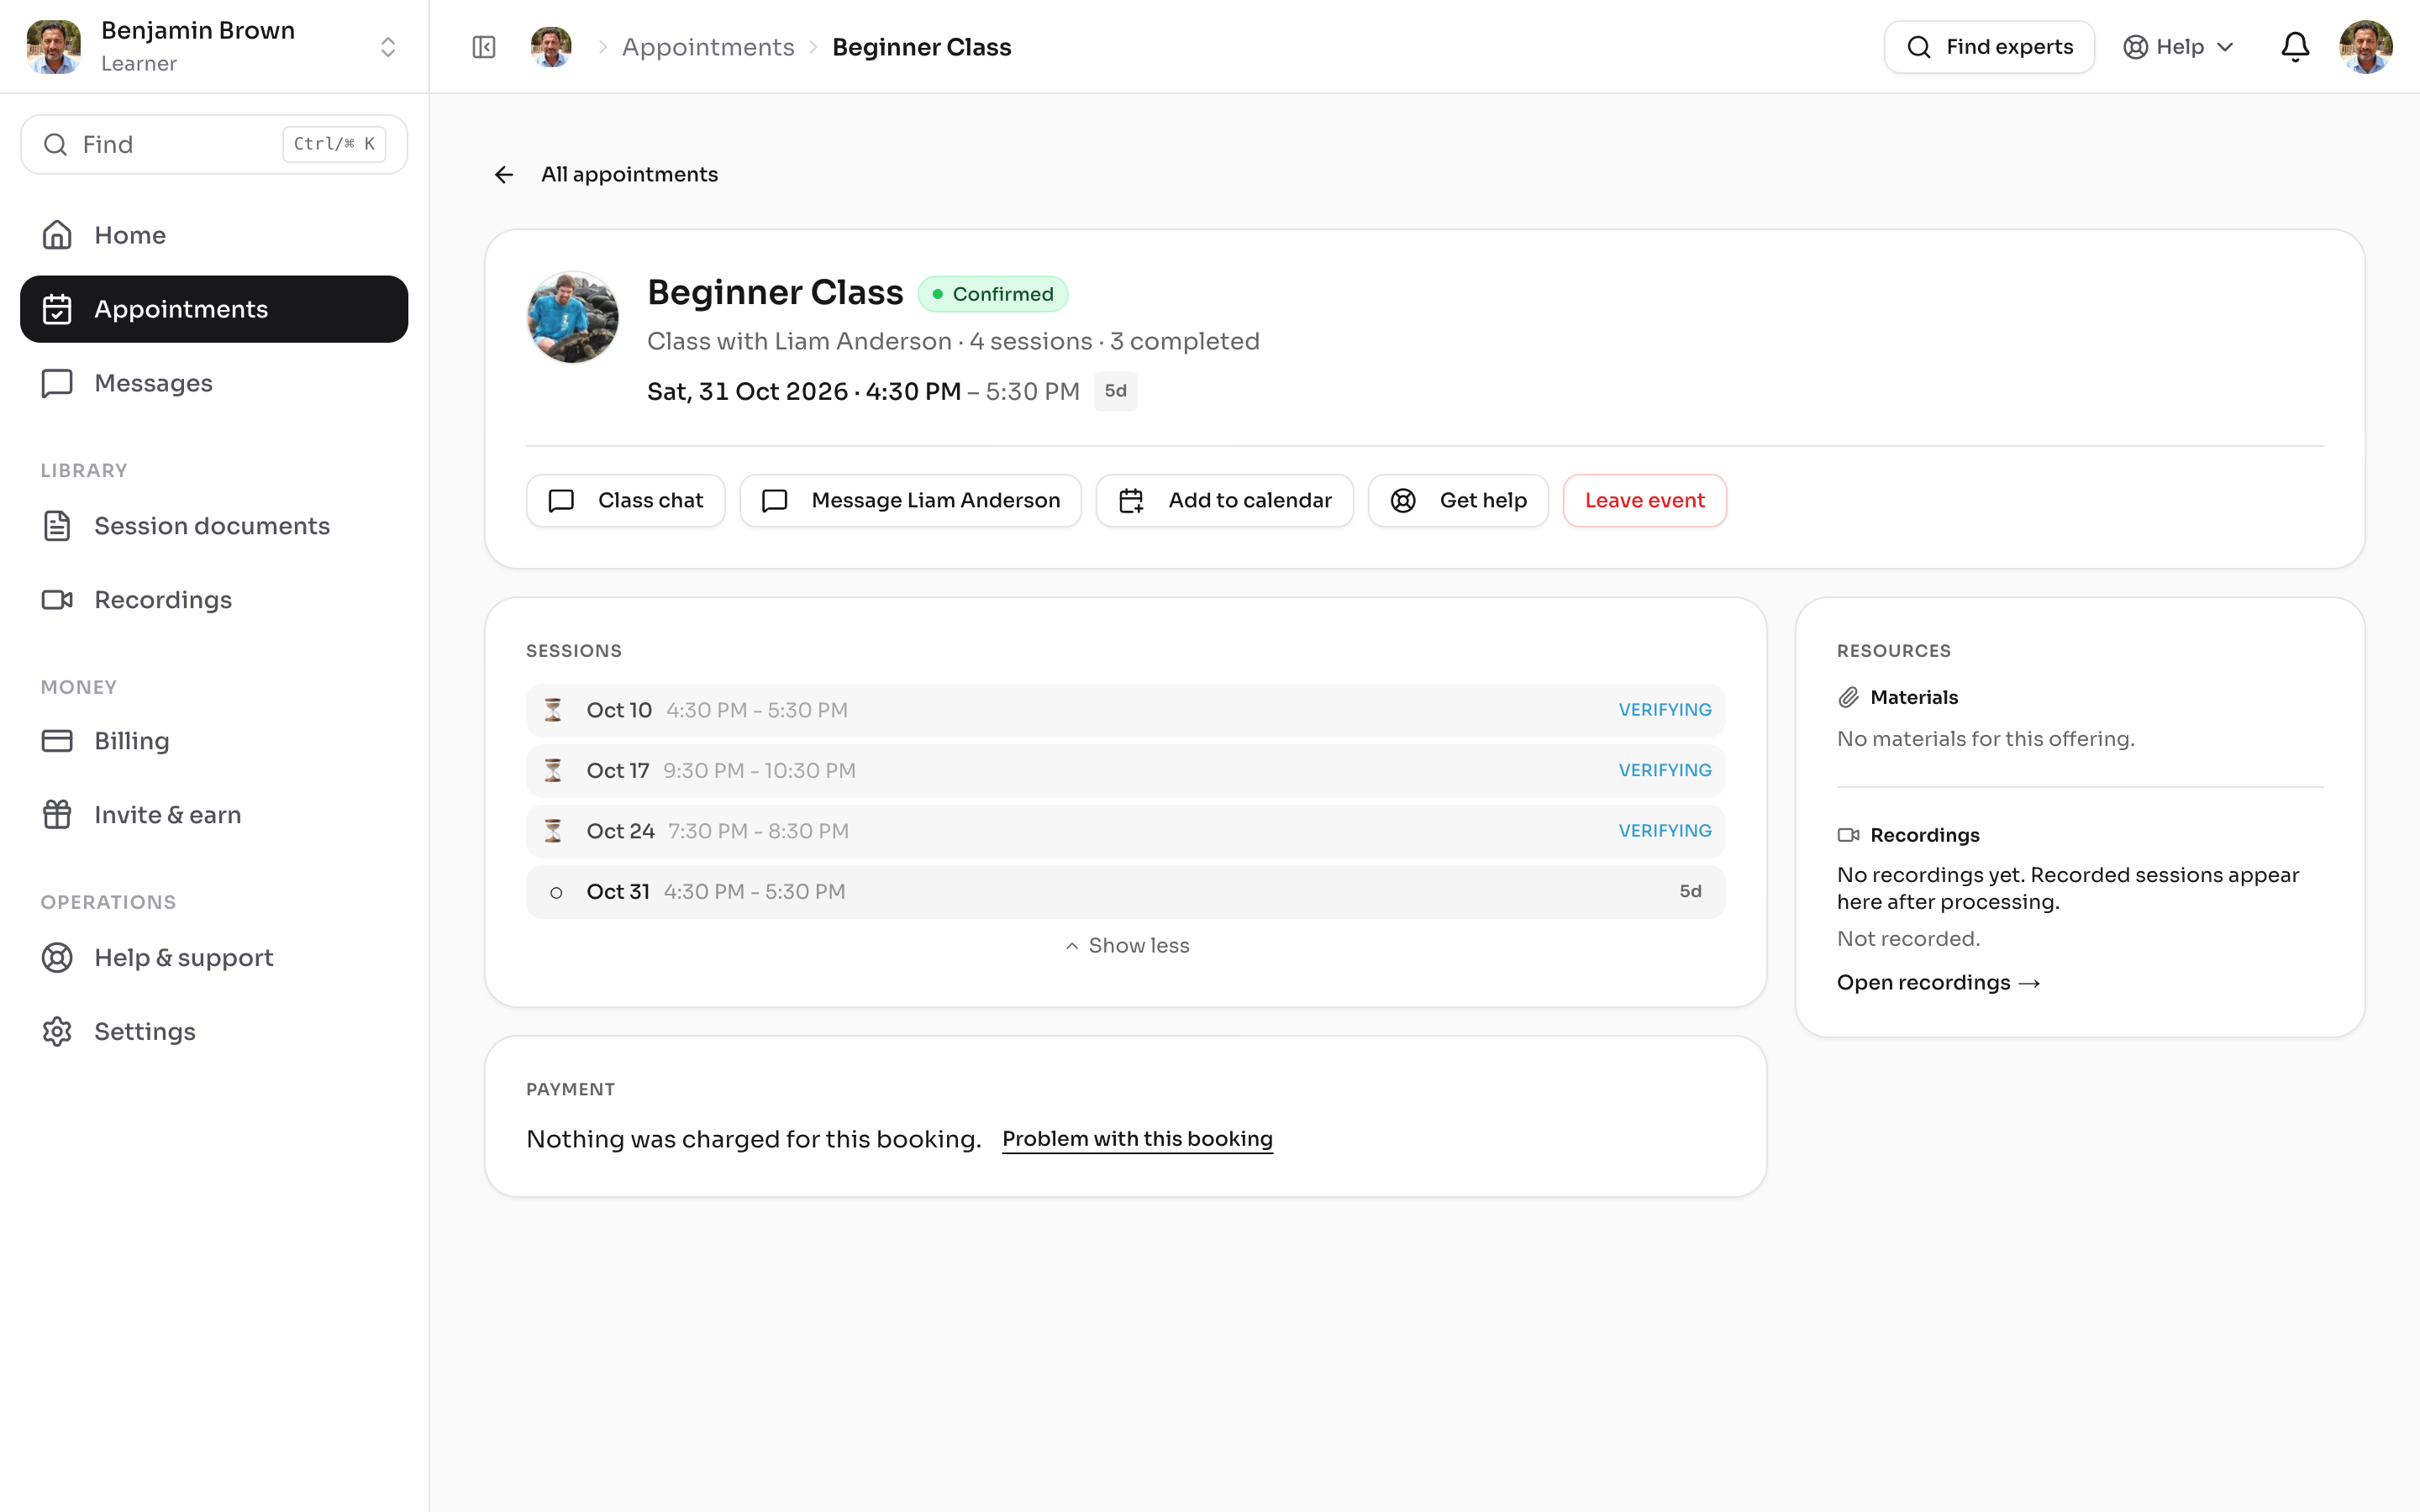 Benjamin Brown
Learner
Find
Ctrl/⌘ K
Home
Appointments
Messages
LIBRARY
Session documents
Recordings
MONEY
Billing
Invite & earn
OPERATIONS
Help & support
Settings
Appointments
Beginner Class
Find experts
Help
All appointments
Beginner Class
Confirmed
Class with Liam Anderson · 4 sessions · 3 completed
Sat, 31 Oct 2026 · 4:30 PM – 5:30 PM 5d
Class chat
Message Liam Anderson
Add to calendar
Get help
Leave event
SESSIONS
Oct 10 4:30 PM - 5:30 PM VERIFYING
Oct 17 9:30 PM - 10:30 PM VERIFYING
Oct 24 7:30 PM - 8:30 PM VERIFYING
Oct 31 4:30 PM - 5:30 PM 5d
Show less
PAYMENT
Nothing was charged for this booking. Problem with this booking
RESOURCES
Materials
No materials for this offering.
Recordings
No recordings yet. Recorded sessions appear
here after processing.
Not recorded.
Open recordings →